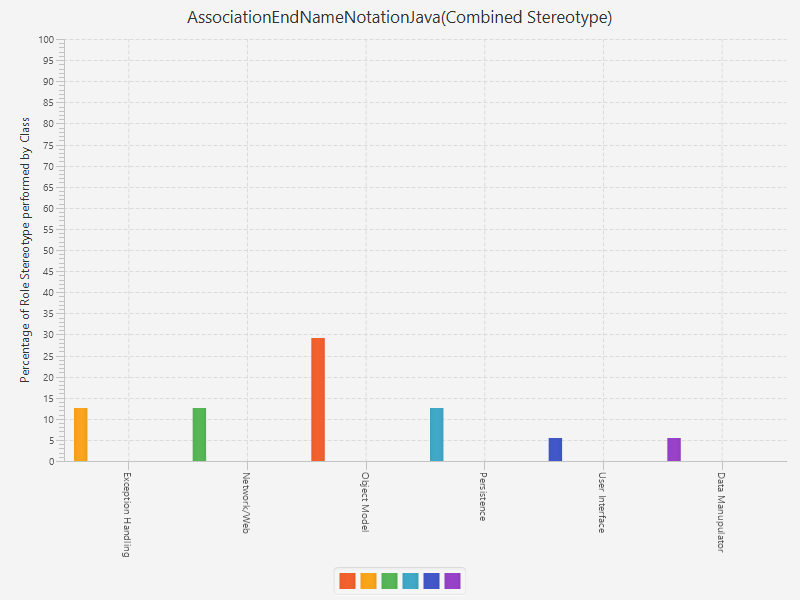 AssociationEndNameNotationJava(Combined Stereotype)
Percentage of Role Stereotype performed by Class
100
95
90
85
80
75
70
65
60
55
50
45
40
35
30
25
20
15
10
5
0
Exception Handling
Network/Web
Object Model
Persistence
User Interface
Data Manupulator